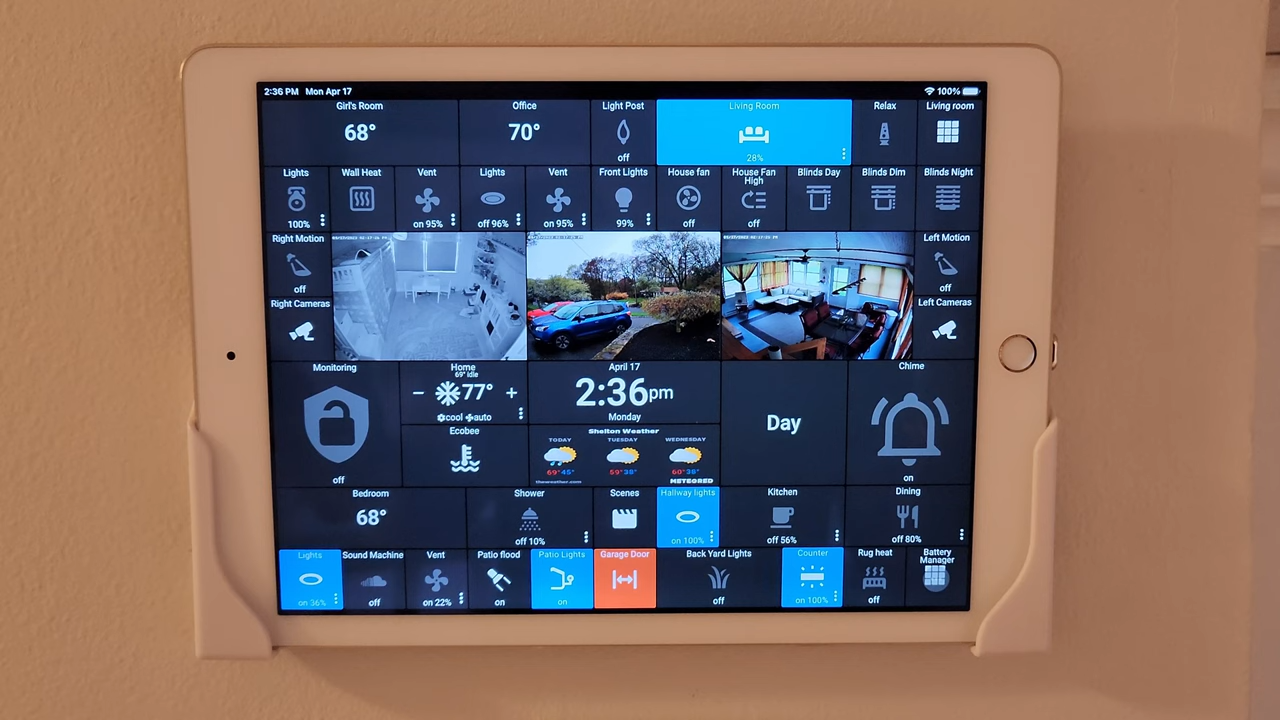 2:36 PM Mon Apr 17 100%
Girl's Room Office Light Post Living Room Relax Living room
68° 70° off 28%
Lights Wall Heat Vent Lights Vent Front Lights House fan House Fan High Blinds Day Blinds Dim Blinds Night
100% on 95% off 96% on 95% 99% off off
Right Motion Left Motion
off off
Right Cameras Left Cameras
Monitoring Home April 17 Chime
69° idle
− 77° + 2:36pm
cool auto Monday Day
Ecobee Shelton Weather
TODAY TUESDAY WEDNESDAY
69° 45° 59° 38° 60° 35°
off theweather.com METEORED on
Bedroom Shower Scenes Hallway lights Kitchen Dining
68° off 10% on 100% off 56% off 80%
Lights Sound Machine Vent Patio flood Patio Lights Garage Door Back Yard Lights Counter Rug heat Battery Manager
on 36% off on 22% on on off on 100% off